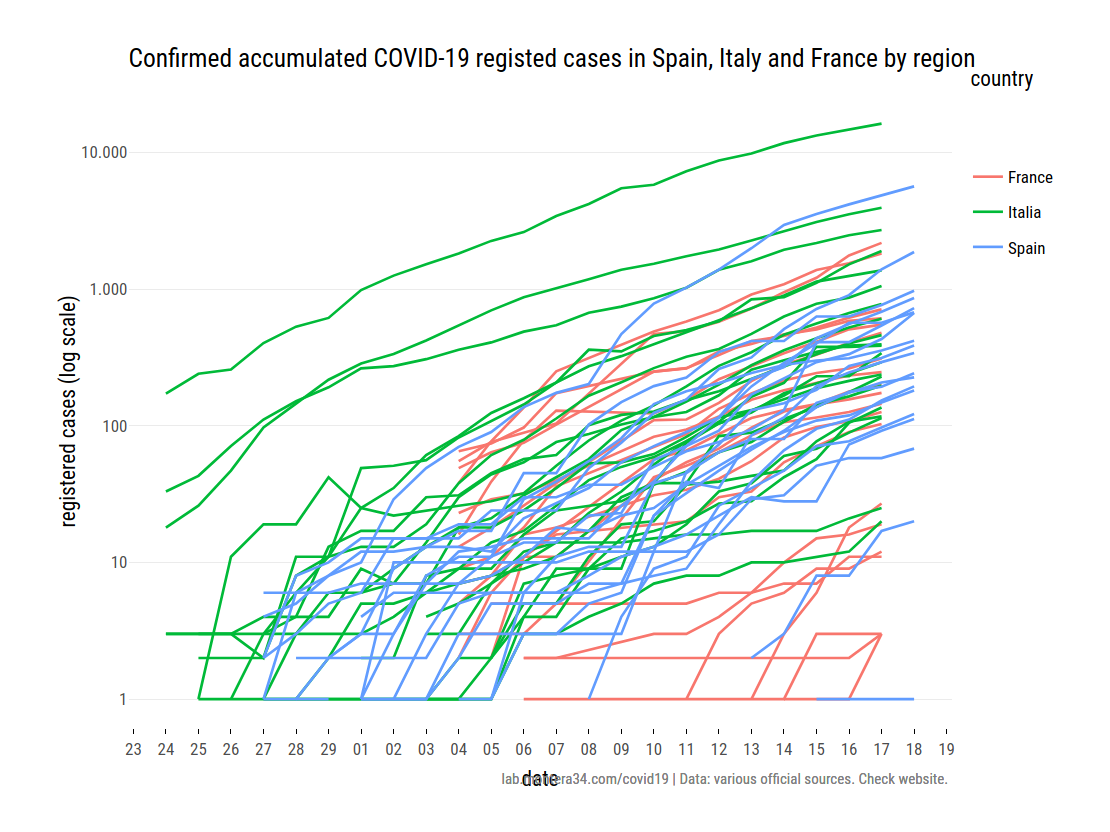 Confirmed accumulated COVID-19 registed cases in Spain, Italy and France by region
country
France
Italia
Spain
registered cases (log scale)
10.000
1.000
100
10
1
23 24 25 26 27 28 29 01 02 03 04 05 06 07 08 09 10 11 12 13 14 15 16 17 18 19
date
lab.montera34.com/covid19 | Data: various official sources. Check website.